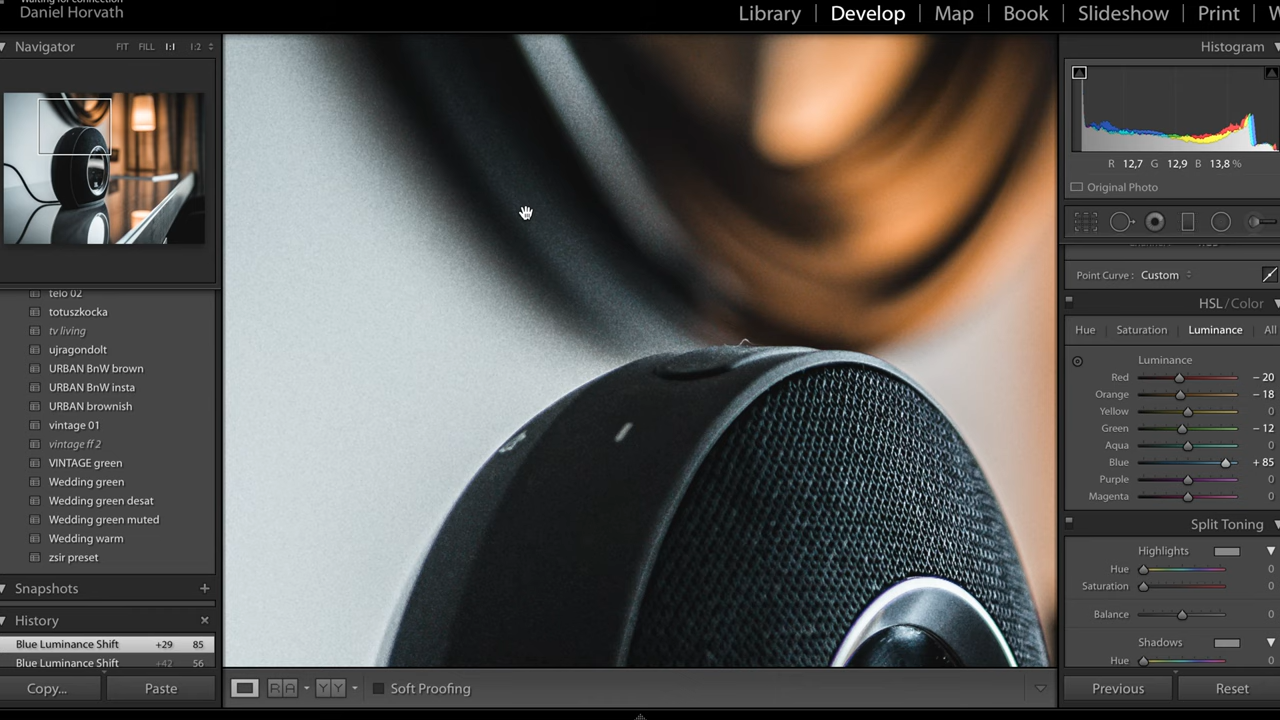 Waiting for connection
Daniel Horvath
Library | Develop | Map | Book | Slideshow | Print |
Navigator FIT FILL 1:1 1:2
telo 02
totuszkocka
tv living
ujragondolt
URBAN BnW brown
URBAN BnW insta
URBAN brownish
vintage 01
vintage ff 2
VINTAGE green
Wedding green
Wedding green desat
Wedding green muted
Wedding warm
zsir preset
Snapshots +
History ×
Blue Luminance Shift +29 85
Blue Luminance Shift +42 56
Copy... Paste
RA YY Soft Proofing
Histogram
R 12,7 G 12,9 B 13,8 %
Original Photo
Point Curve : Custom
HSL / Color
Hue Saturation Luminance All
Luminance
Red − 20
Orange − 18
Yellow 0
Green − 12
Aqua 0
Blue + 85
Purple 0
Magenta 0
Split Toning
Highlights
Hue 0
Saturation 0
Balance 0
Shadows
Hue 0
Previous Reset